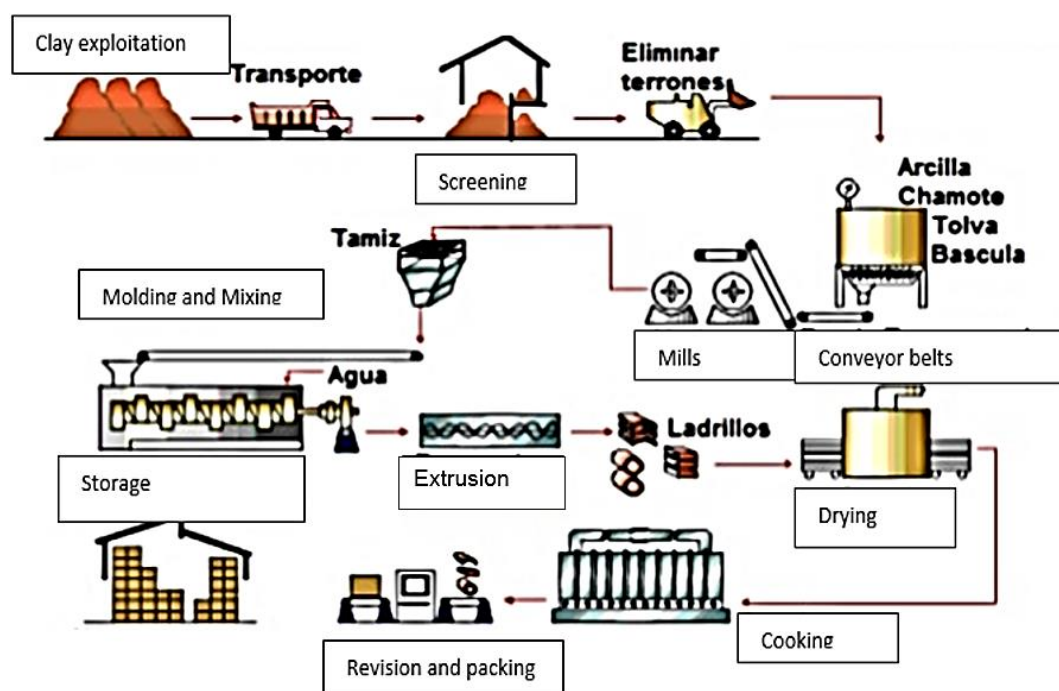 Clay exploitation
Transporte
Eliminar
terrones
Screening
Arcilla
Chamote
Tolva
Bascula
Tamiz
Molding and Mixing
Mills
Conveyor belts
Agua
Storage
Extrusion
Ladrillos
Drying
Cooking
Revision and packing